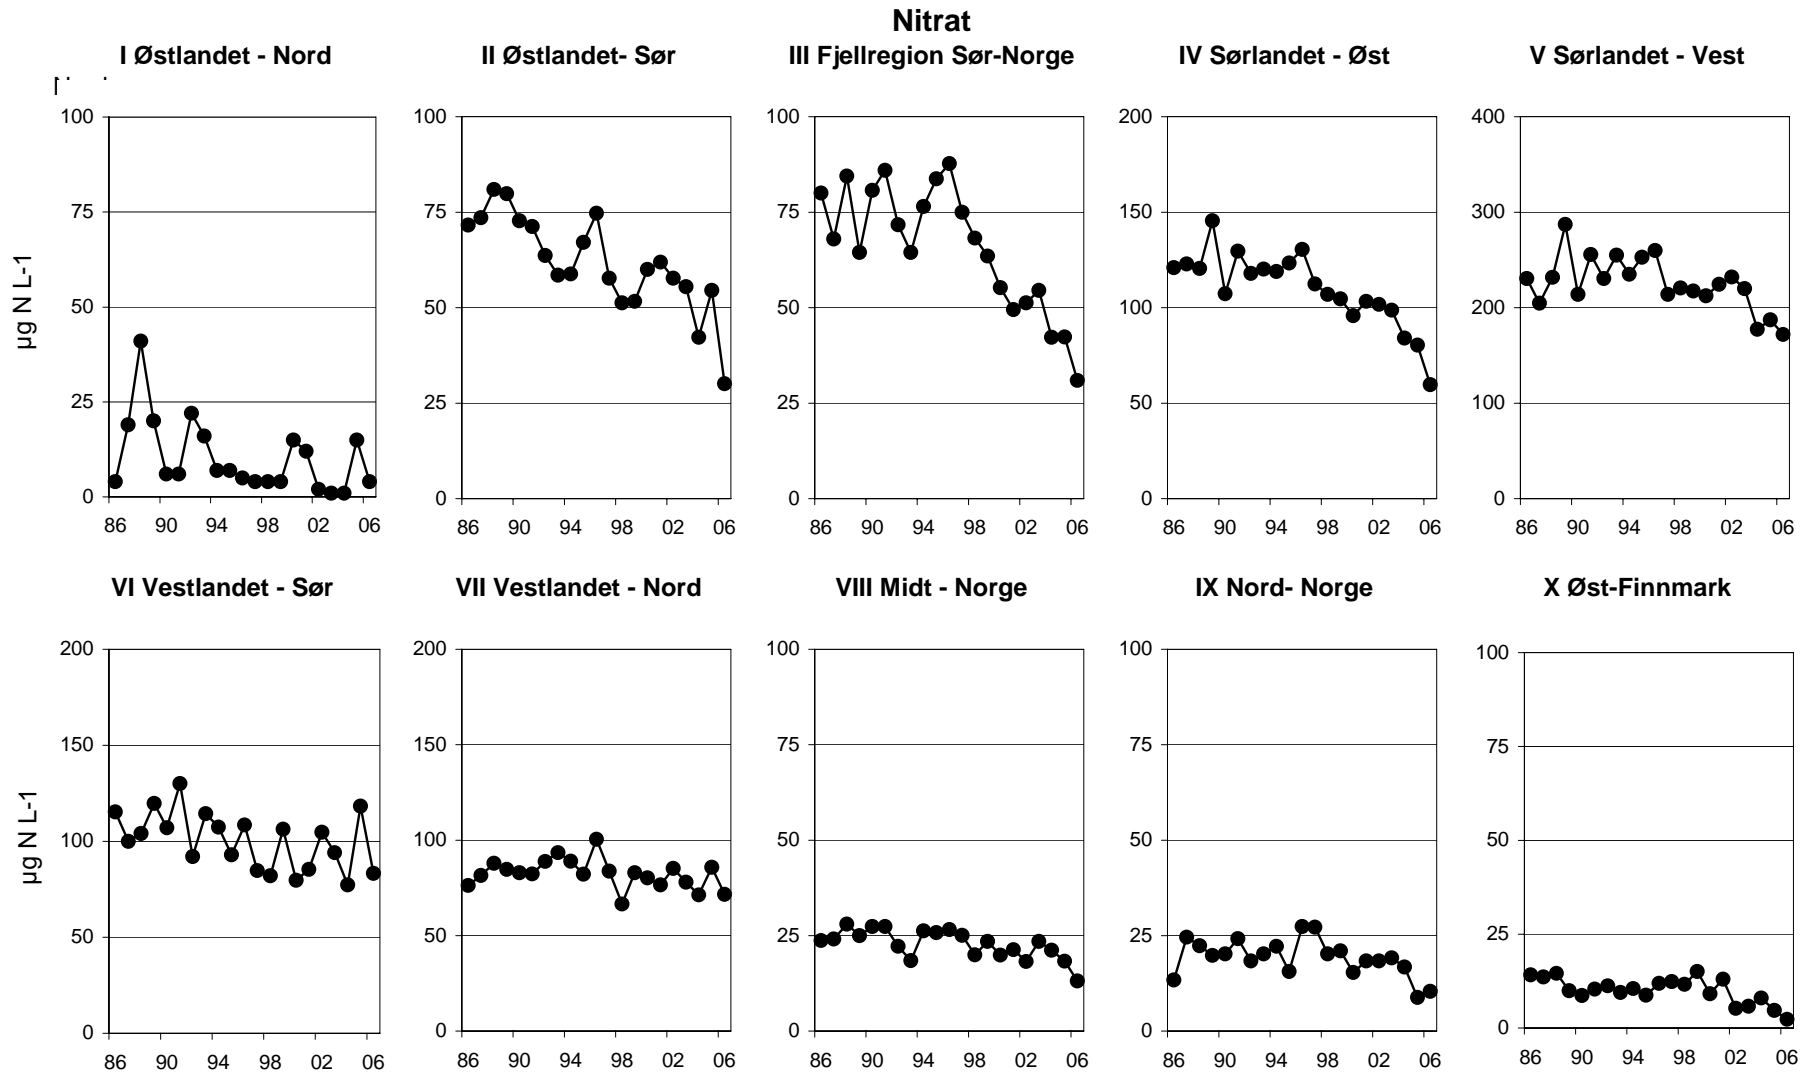 Nitrat
I Østlandet - Nord
II Østlandet- Sør
III Fjellregion Sør-Norge
IV Sørlandet - Øst
V Sørlandet - Vest
µg N L-1
100
75
50
25
0
86 90 94 98 02 06
100
75
50
25
0
86 90 94 98 02 06
100
75
50
25
0
86 90 94 98 02 06
200
150
100
50
0
86 90 94 98 02 06
400
300
200
100
0
86 90 94 98 02 06
VI Vestlandet - Sør
VII Vestlandet - Nord
VIII Midt - Norge
IX Nord- Norge
X Øst-Finnmark
µg N L-1
200
150
100
50
0
86 90 94 98 02 06
200
150
100
50
0
86 90 94 98 02 06
100
75
50
25
0
86 90 94 98 02 06
100
75
50
25
0
86 90 94 98 02 06
100
75
50
25
0
86 90 94 98 02 06